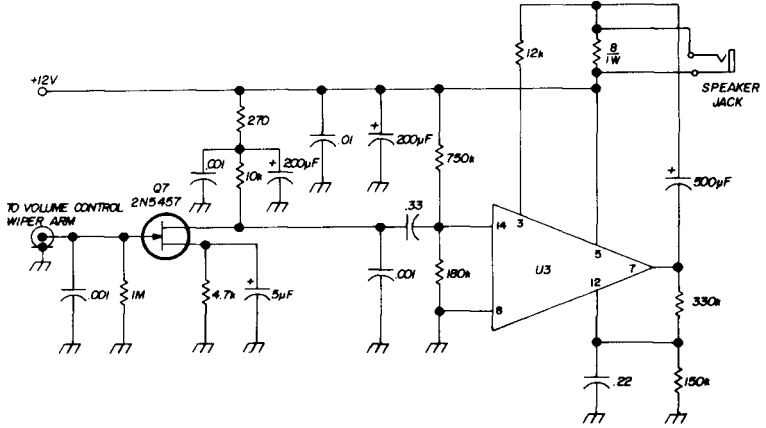 12k
8
1W
SPEAKER
JACK
+12V
270
.01
+
200µF
750k
+
500µF
.001
+
200µF
10k
Q7
2N5457
TO VOLUME CONTROL
WIPER ARM
.33
14
3
5
U3
7
12
.001
1M
4.7k
+
5µF
.001
180k
8
330k
.22
150k